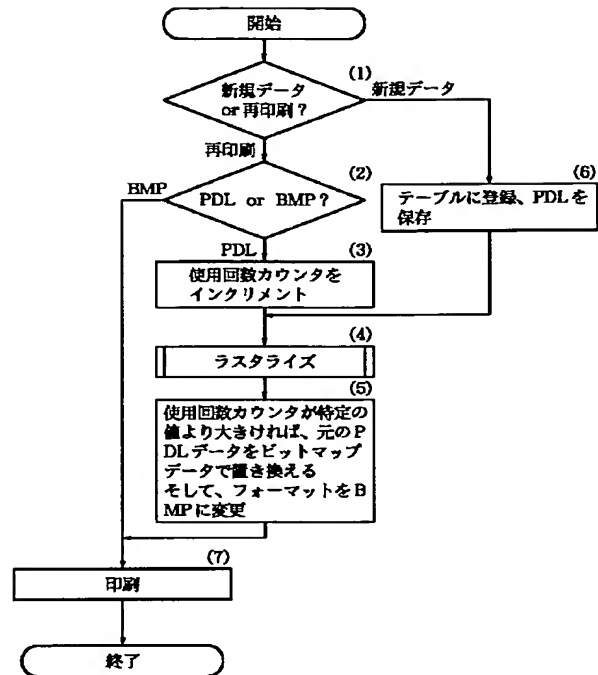 開始
(1)
新規データ
or再印刷?
新規データ
再印刷
(2)
BMP
PDL or BMP?
(6)
テーブルに登録、PDLを
保存
PDL
(3)
使用回数カウンタを
インクリメント
(4)
ラスタライズ
(5)
使用回数カウンタが特定の
値より大きければ、元のP
DLデータをビットマップ
データで置き換える
そして、フォーマットをB
MPに変更
(7)
印刷
終了